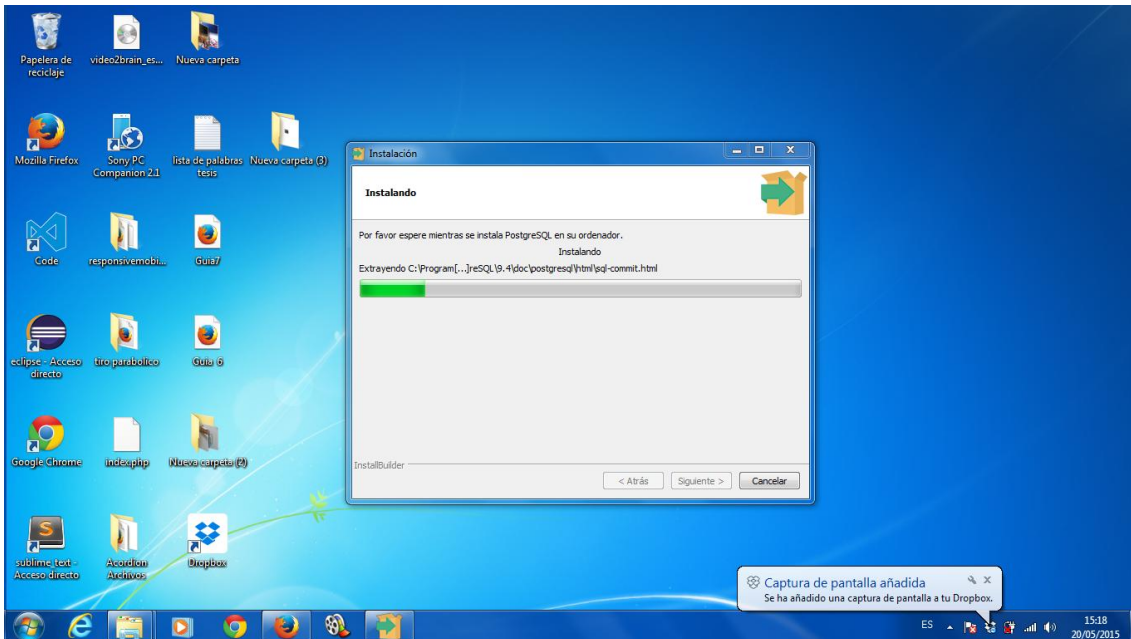 Papelera de
reciclaje
video2brain_es...
Nueva carpeta
Mozilla Firefox
Sony PC
Companion 2.1
lista de palabras
tesis
Nueva carpeta (3)
Code
responsivemobi...
Guia7
eclipse - Acceso
directo
tiro parabolico
Guia 6
Google Chrome
indexphp
Nueva carpeta (2)
sublime_text -
Acceso directo
Acordion
Archivos
Dropbox
Instalación
Instalando
Por favor espere mientras se instala PostgreSQL en su ordenador.
Instalando
Extrayendo C:\Program[...]reSQL\9.4\doc\postgresql\html\sql-commit.html
InstallBuilder
< Atrás
Siguiente >
Cancelar
Captura de pantalla añadida
Se ha añadido una captura de pantalla a tu Dropbox.
ES
15:18
20/05/2015